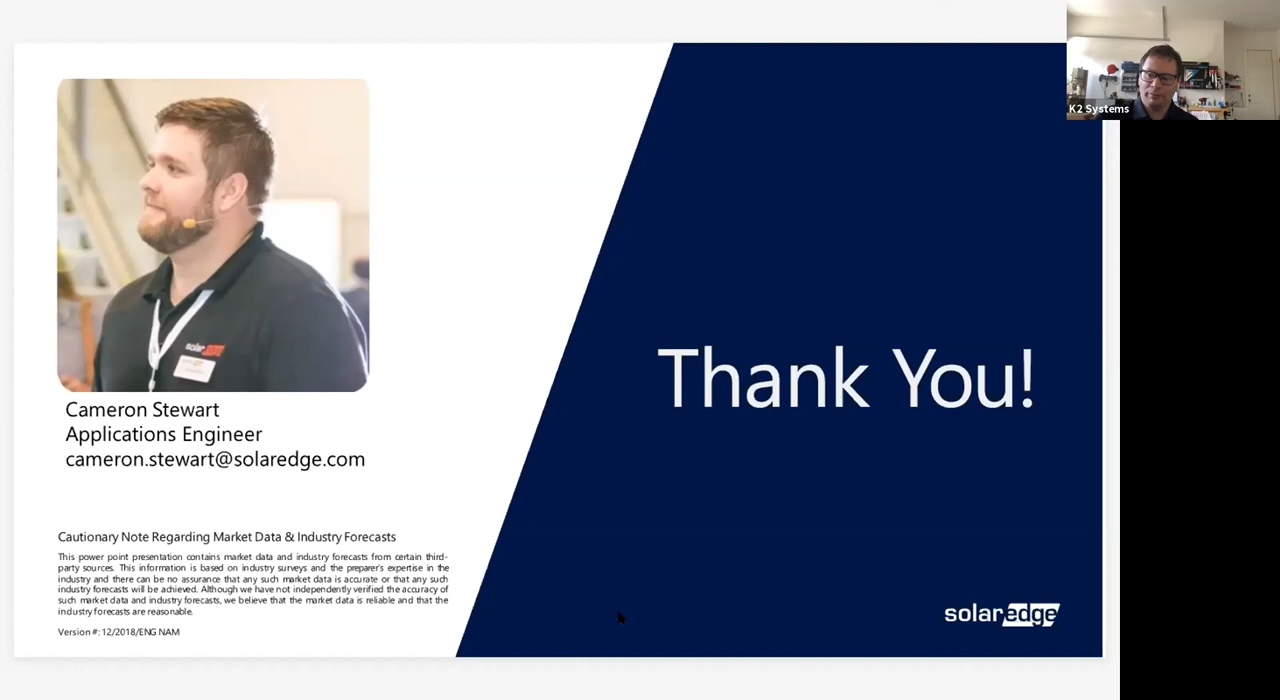 K2 Systems
solaredge
Cameron Stewart
Applications Engineer
cameron.stewart@solaredge.com
Thank You!
Cautionary Note Regarding Market Data & Industry Forecasts
This power point presentation contains market data and industry forecasts from certain third-
party sources. This information is based on industry surveys and the preparer's expertise in the
industry and there can be no assurance that any such market data is accurate or that any such
industry forecasts will be achieved. Although we have not independently verified the accuracy of
such market data and industry forecasts, we believe that the market data is reliable and that the
industry forecasts are reasonable.
Version #: 12/2018/ENG NAM
solaredge